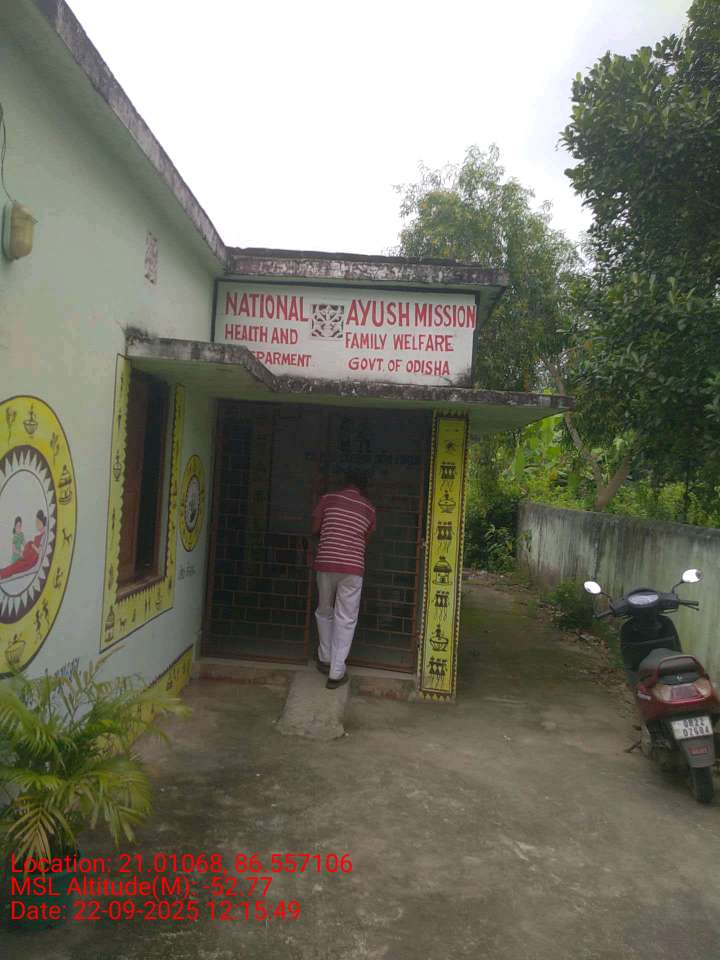 NATIONAL AYUSH MISSION
HEALTH AND FAMILY WELFARE
PARMENT GOVT. OF ODISHA
Location: 21.01068, 86.557106
MSL Altitude(M): -52.77
Date: 22-09-2025 12:15:49